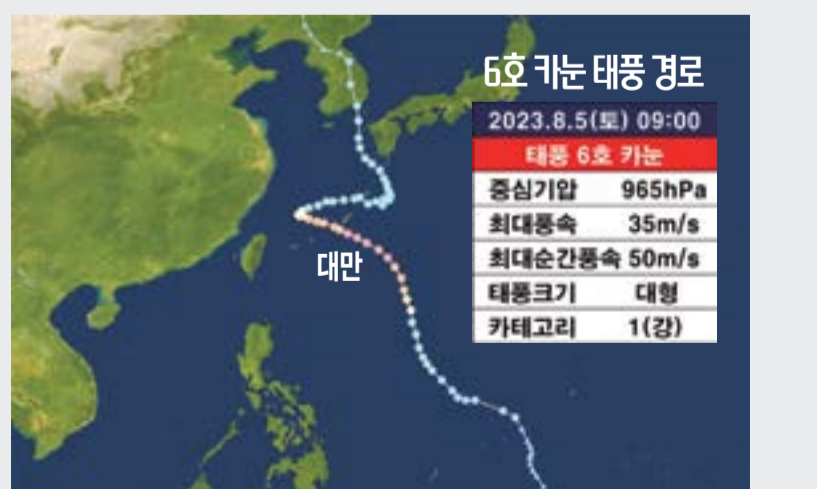 6호 카눈 태풍 경로
2023.8.5(토) 09:00
태풍 6호 카눈
중심기압 965hPa
최대풍속 35m/s
최대순간풍속 50m/s
태풍크기 대형
카테고리 1(강)
대만